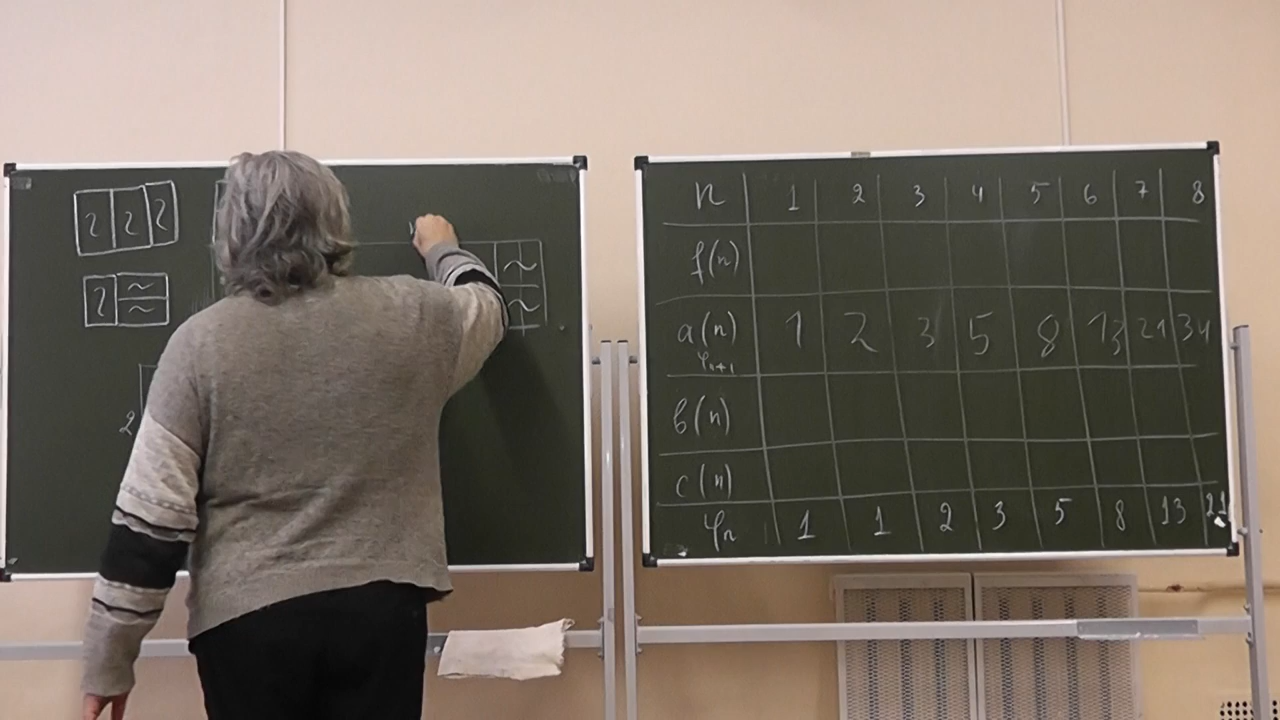 2 2 2
2 ~ ~
~ ~
2
n 1 2 3 4 5 6 7 8
f(n)
a(n) 1 2 3 5 8 13 21 34
φn+1
b(n)
c(n)
φn 1 1 2 3 5 8 13 21